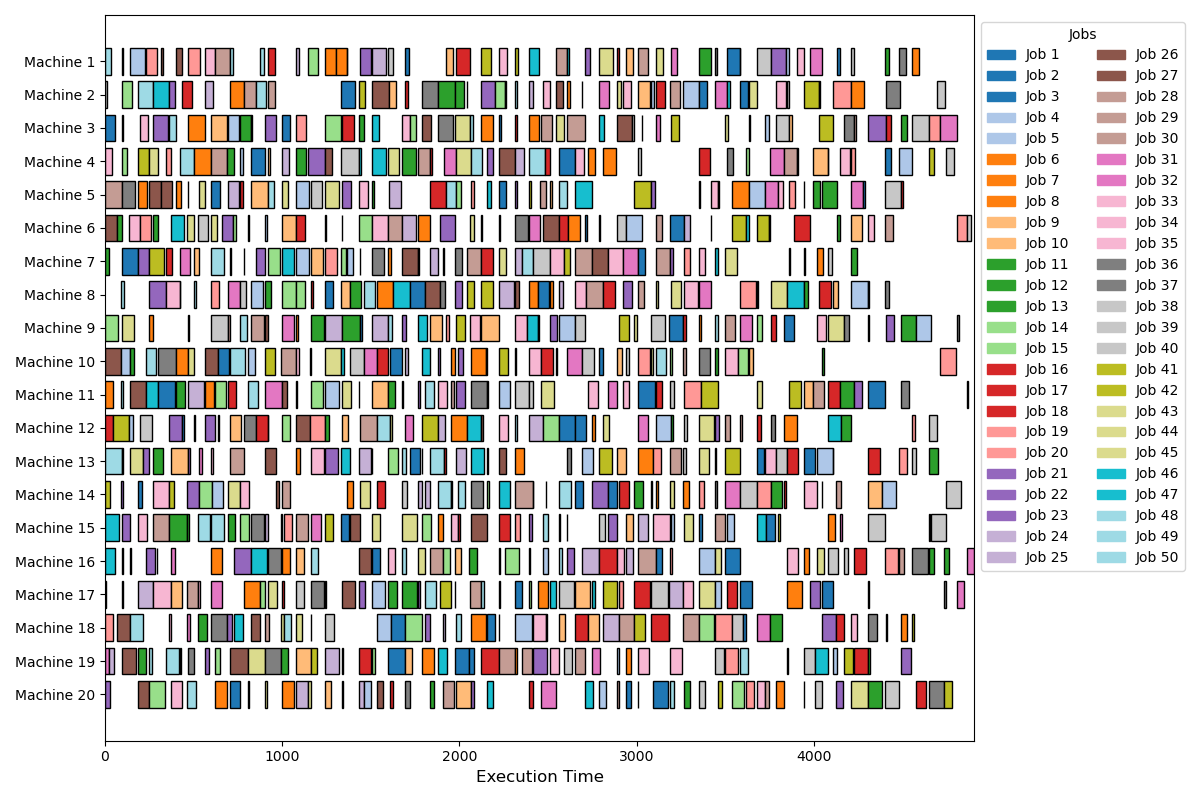 Machine 1
Machine 2
Machine 3
Machine 4
Machine 5
Machine 6
Machine 7
Machine 8
Machine 9
Machine 10
Machine 11
Machine 12
Machine 13
Machine 14
Machine 15
Machine 16
Machine 17
Machine 18
Machine 19
Machine 20
0 1000 2000 3000 4000
Execution Time
Jobs
Job 1
Job 2
Job 3
Job 4
Job 5
Job 6
Job 7
Job 8
Job 9
Job 10
Job 11
Job 12
Job 13
Job 14
Job 15
Job 16
Job 17
Job 18
Job 19
Job 20
Job 21
Job 22
Job 23
Job 24
Job 25
Job 26
Job 27
Job 28
Job 29
Job 30
Job 31
Job 32
Job 33
Job 34
Job 35
Job 36
Job 37
Job 38
Job 39
Job 40
Job 41
Job 42
Job 43
Job 44
Job 45
Job 46
Job 47
Job 48
Job 49
Job 50